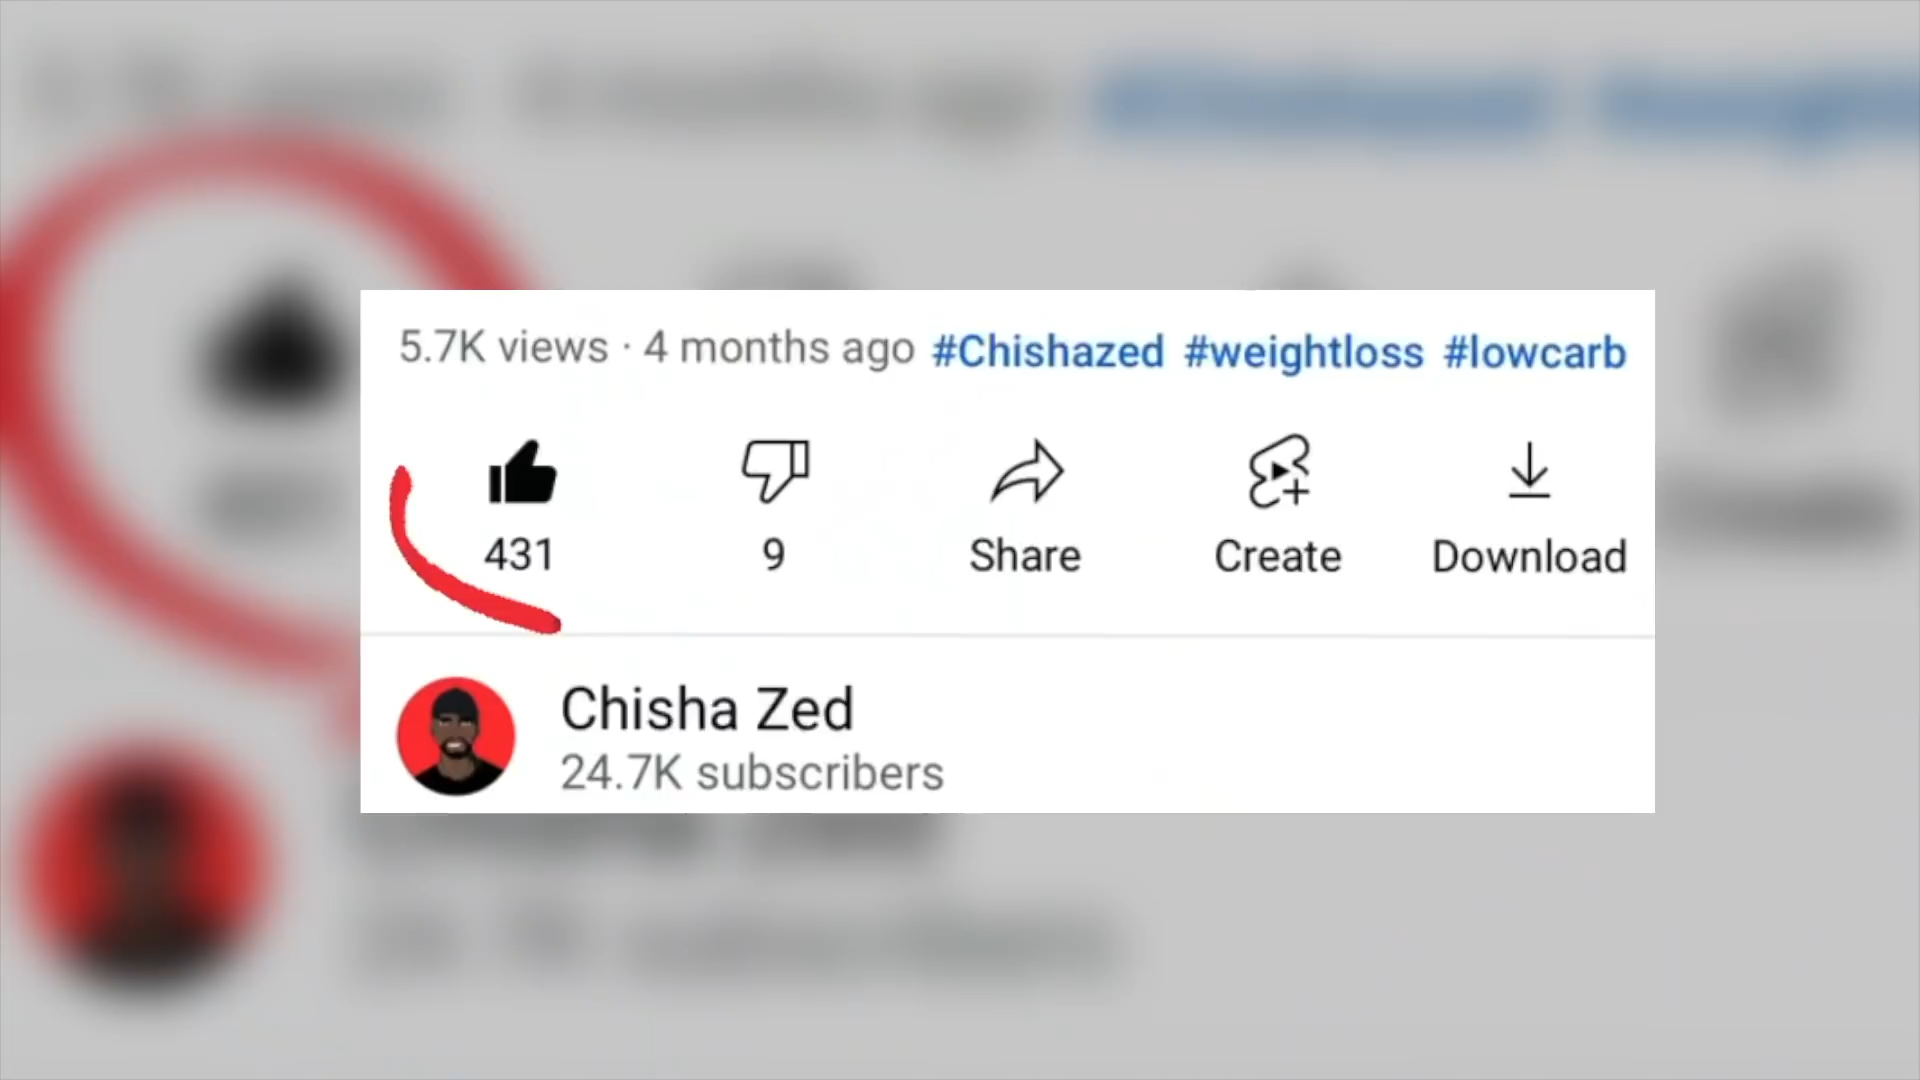 5.7K views · 4 months ago #Chishazed #weightloss #lowcarb
431 9 Share Create Download
Chisha Zed
24.7K subscribers